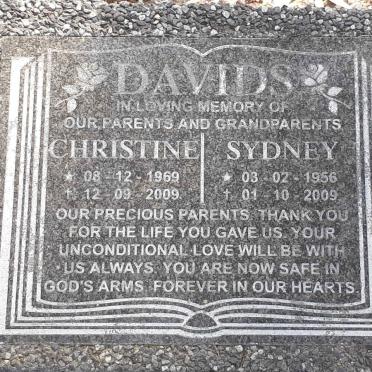 DAVIDS
IN LOVING MEMORY OF
OUR PARENTS AND GRANDPARENTS
CHRISTINE SYDNEY
★ 08 - 12 - 1969 ★ 03 - 02 - 1956
† 12 - 09 - 2009 † 01 - 10 - 2009
OUR PRECIOUS PARENTS, THANK YOU
FOR THE LIFE YOU GAVE US. YOUR
UNCONDITIONAL LOVE WILL BE WITH
US ALWAYS. YOU ARE NOW SAFE IN
GOD'S ARMS, FOREVER IN OUR HEARTS.